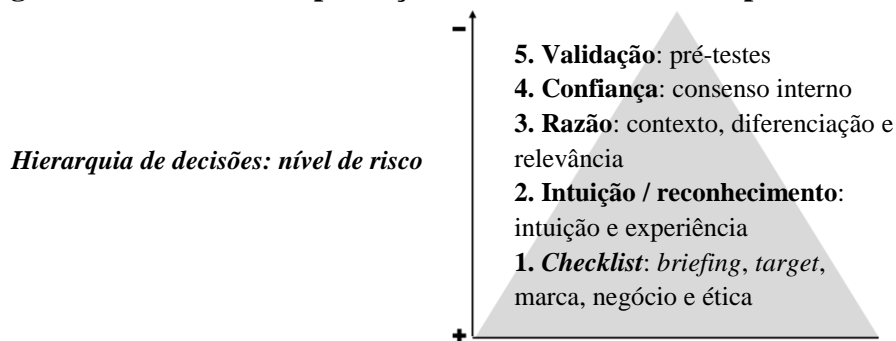 -
5. Validação: pré-testes
4. Confiança: consenso interno
3. Razão: contexto, diferenciação e
relevância
Hierarquia de decisões: nível de risco
2. Intuição / reconhecimento:
intuição e experiência
1. Checklist: briefing, target,
marca, negócio e ética
+